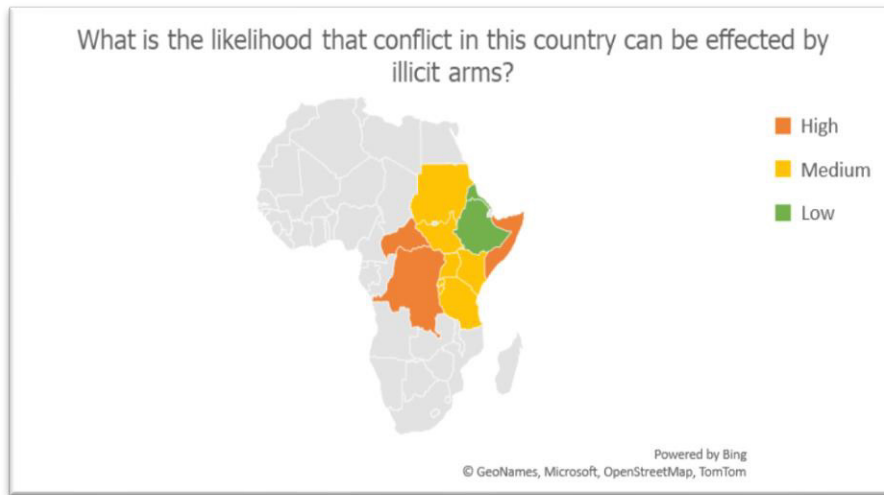 What is the likelihood that conflict in this country can be effected by
illicit arms?
High
Medium
Low
Powered by Bing
© GeoNames, Microsoft, OpenStreetMap, TomTom